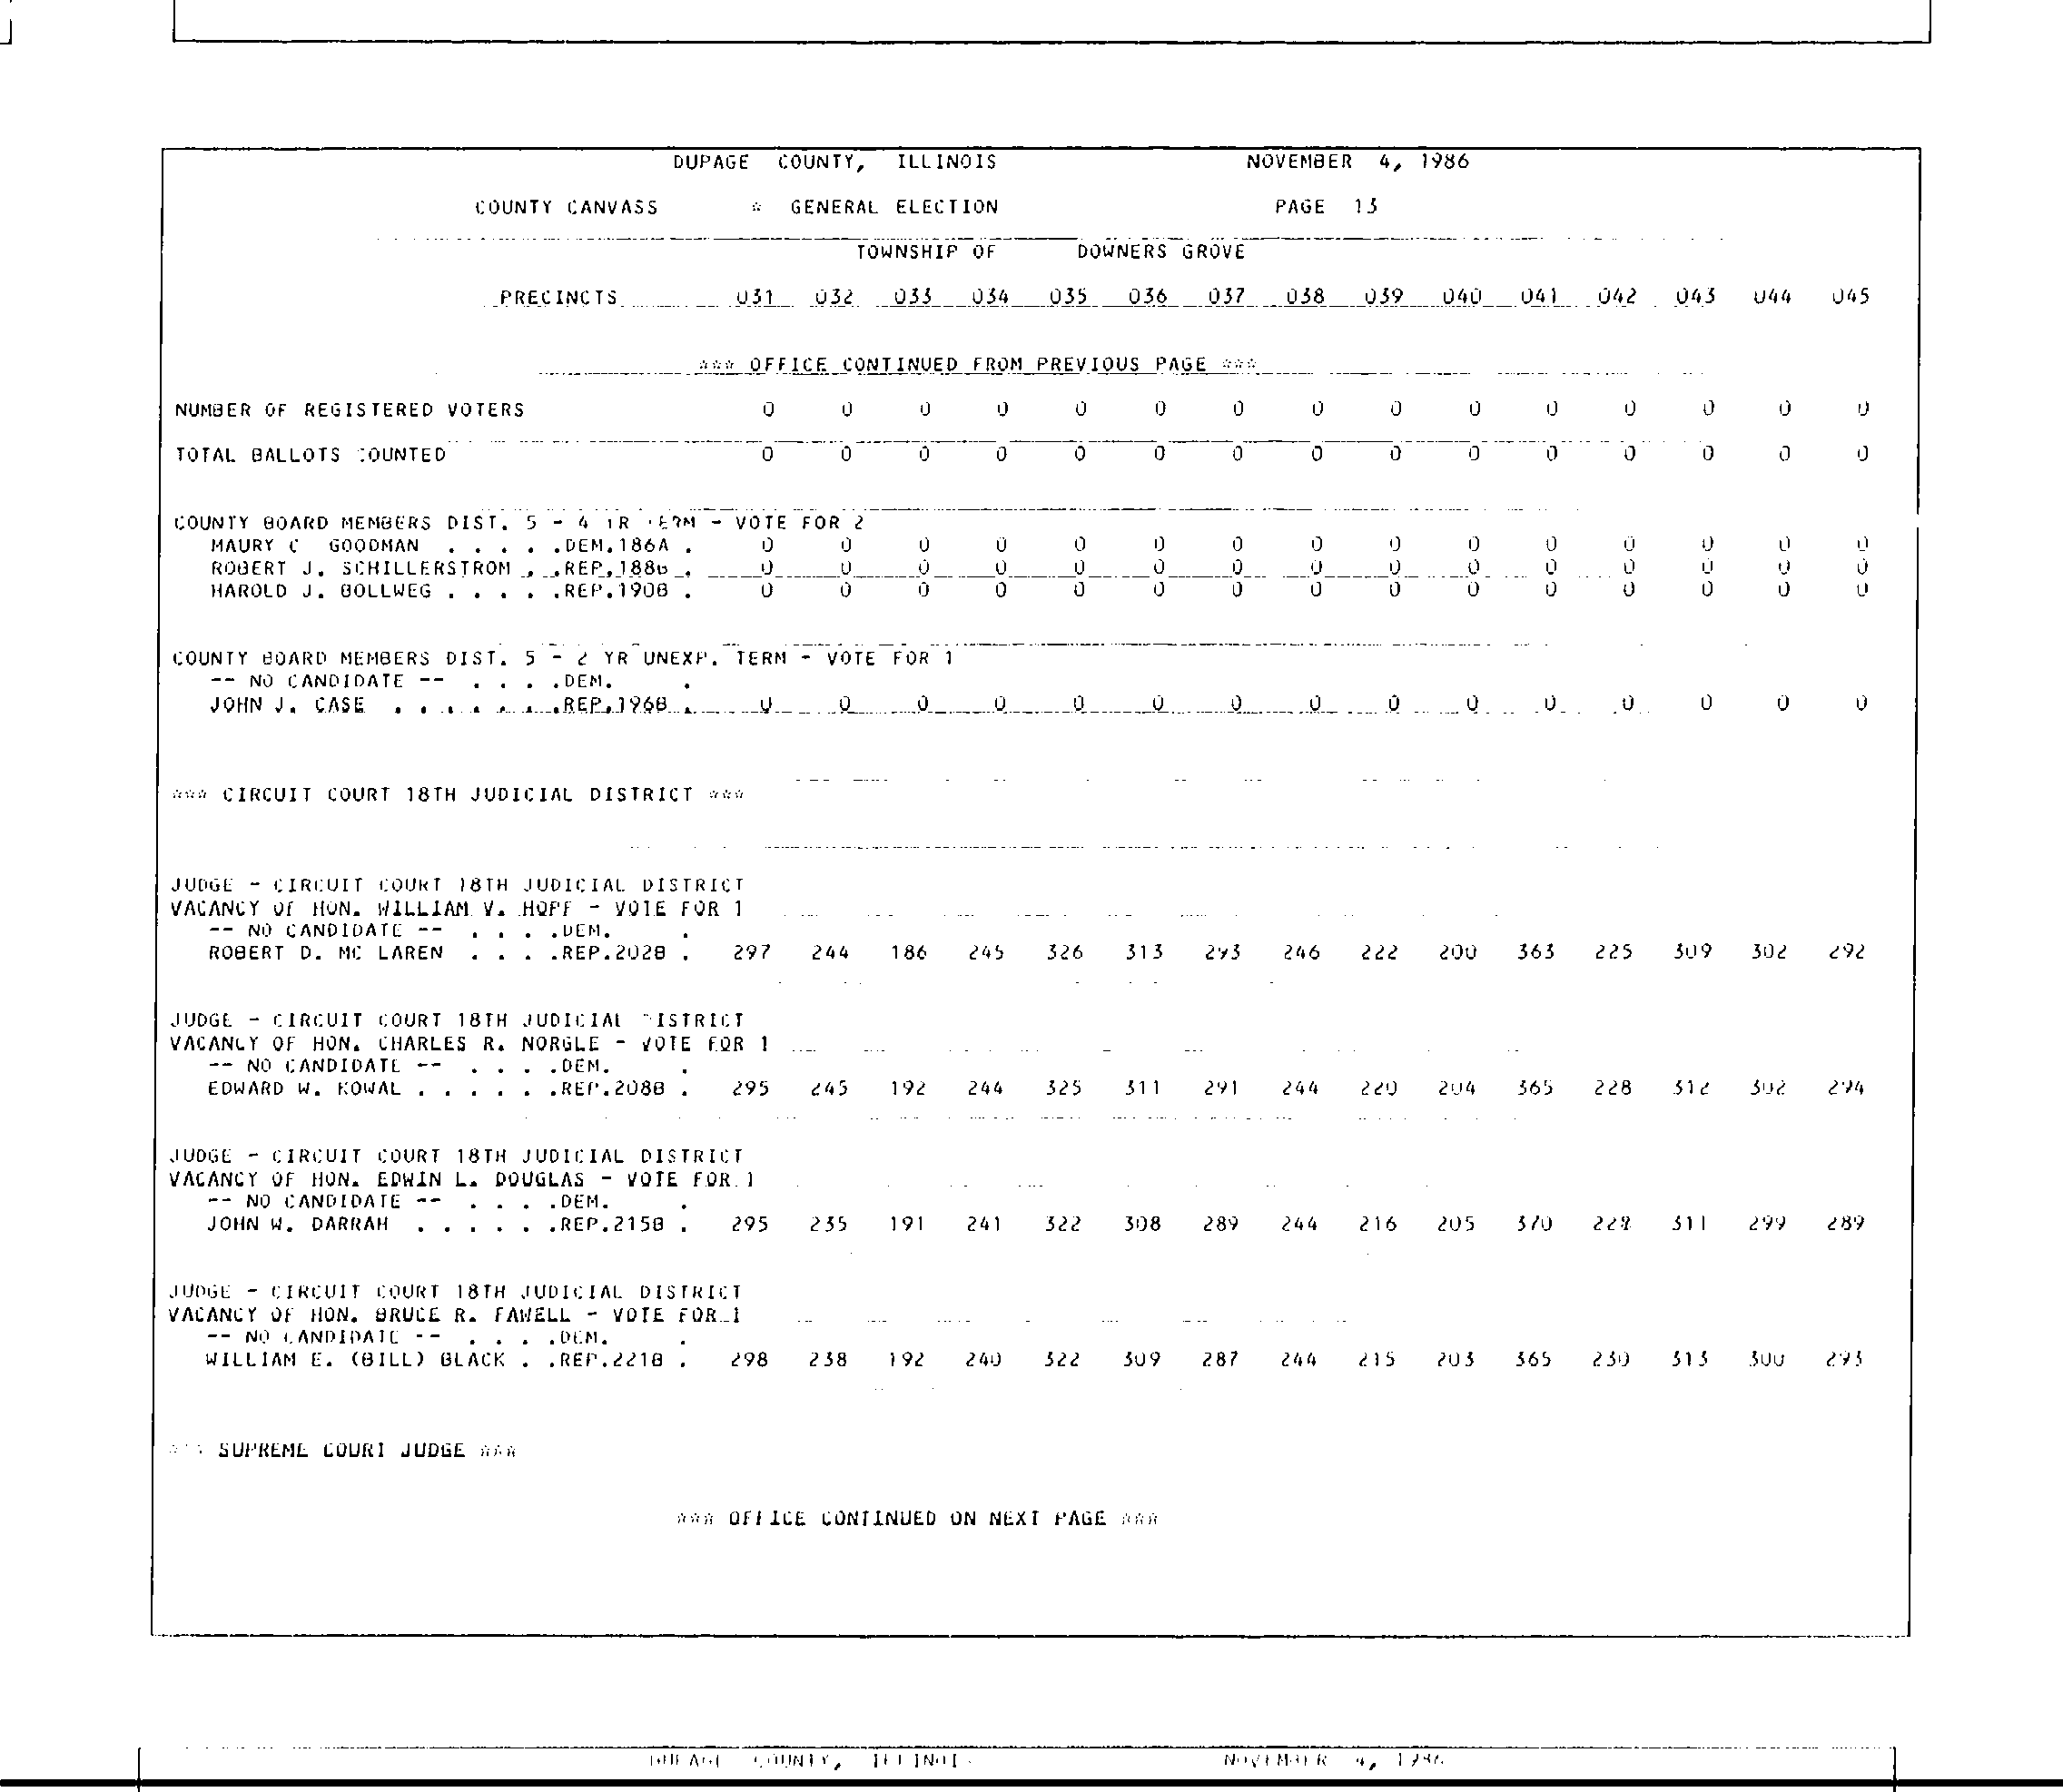 DUPAGE COUNTY, ILLINOIS NOVEMBER 4, 1986
COUNTY CANVASS * GENERAL ELECTION PAGE 13
TOWNSHIP OF DOWNERS GROVE
PRECINCTS 031 032 033 034 035 036 037 038 039 040 041 042 043 044 045
*** OFFICE CONTINUED FROM PREVIOUS PAGE ***
NUMBER OF REGISTERED VOTERS 0 0 0 0 0 0 0 0 0 0 0 0 0 0 0
TOTAL BALLOTS COUNTED 0 0 0 0 0 0 0 0 0 0 0 0 0 0 0
COUNTY BOARD MEMBERS DIST. 5 - 4 YR TERM - VOTE FOR 2
MAURY C GOODMAN . . . . . .DEM.186A . 0 0 0 0 0 0 0 0 0 0 0 0 0 0 0
ROBERT J. SCHILLERSTROM . .REP.188B . 0 0 0 0 0 0 0 0 0 0 0 0 0 0 0
HAROLD J. BOLLWEG . . . . .REP.190B . 0 0 0 0 0 0 0 0 0 0 0 0 0 0 0
COUNTY BOARD MEMBERS DIST. 5 - 2 YR UNEXP. TERM - VOTE FOR 1
-- NO CANDIDATE -- . . . .DEM. .
JOHN J. CASE . . . . . . .REP.196B . 0 0 0 0 0 0 0 0 0 0 0 0 0 0 0
*** CIRCUIT COURT 18TH JUDICIAL DISTRICT ***
JUDGE - CIRCUIT COURT 18TH JUDICIAL DISTRICT
VACANCY OF HON. WILLIAM V. HOPF - VOTE FOR 1
-- NO CANDIDATE -- . . . .DEM. .
ROBERT D. MC LAREN . . . .REP.202B . 297 244 186 245 326 313 293 246 222 200 363 225 309 302 292
JUDGE - CIRCUIT COURT 18TH JUDICIAL DISTRICT
VACANCY OF HON. CHARLES R. NORGLE - VOTE FOR 1
-- NO CANDIDATE -- . . . .DEM. .
EDWARD W. KOWAL . . . . . .REP.208B . 295 245 192 244 325 311 291 244 220 204 365 228 312 302 294
JUDGE - CIRCUIT COURT 18TH JUDICIAL DISTRICT
VACANCY OF HON. EDWIN L. DOUGLAS - VOTE FOR 1
-- NO CANDIDATE -- . . . .DEM. .
JOHN W. DARRAH . . . . . .REP.215B . 295 235 191 241 322 308 289 244 216 205 370 229 311 299 289
JUDGE - CIRCUIT COURT 18TH JUDICIAL DISTRICT
VACANCY OF HON. BRUCE R. FAWELL - VOTE FOR 1
-- NO CANDIDATE -- . . . .DEM. .
WILLIAM E. (BILL) BLACK . .REP.221B . 298 238 192 240 322 309 287 244 215 203 365 230 313 300 293
*** SUPREME COURT JUDGE ***
*** OFFICE CONTINUED ON NEXT PAGE ***
DUPAGE COUNTY, ILLINOIS NOVEMBER 4, 1986